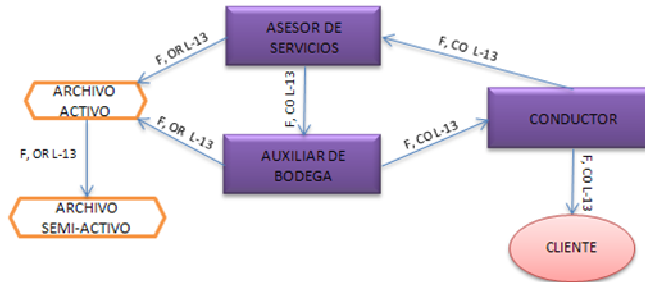 ASESOR DE
SERVICIOS
F, OR L-13
F, CO L-13
F, CO L-13
ARCHIVO
ACTIVO
F, OR L-13
F, CO L-13
CONDUCTOR
AUXILIAR DE
BODEGA
F, OR L-13
F, CO L-13
ARCHIVO
SEMI-ACTIVO
CLIENTE